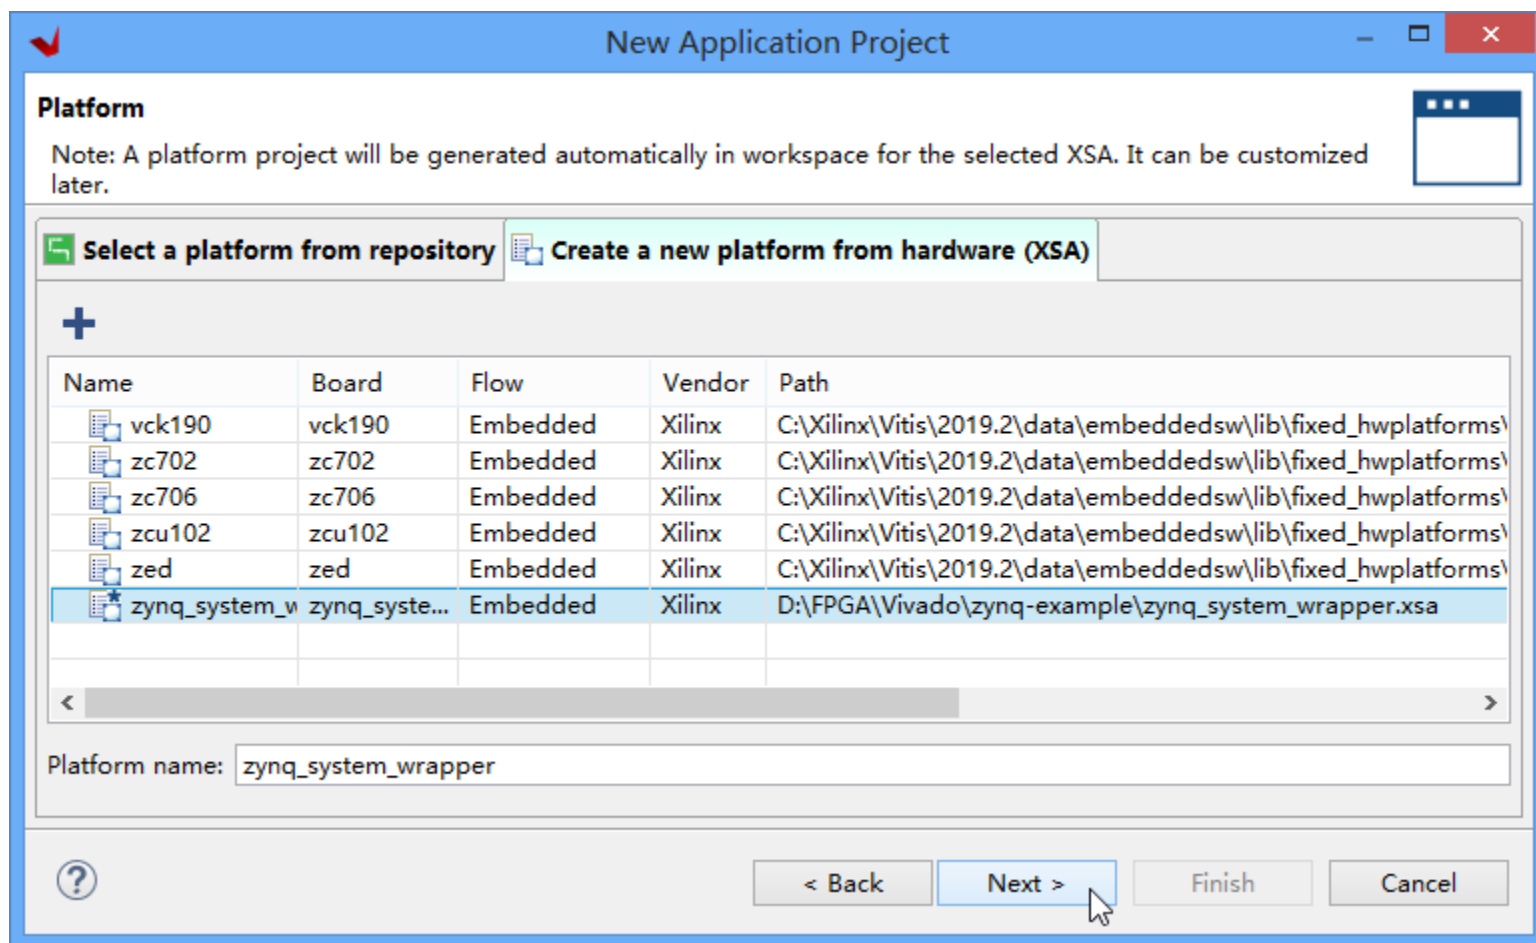 New Application Project
Platform
Note: A platform project will be generated automatically in workspace for the selected XSA. It can be customized
later.
Select a platform from repository Create a new platform from hardware (XSA)
Name Board Flow Vendor Path
vck190 vck190 Embedded Xilinx C:\Xilinx\Vitis\2019.2\data\embeddedsw\lib\fixed_hwplatforms\
zc702 zc702 Embedded Xilinx C:\Xilinx\Vitis\2019.2\data\embeddedsw\lib\fixed_hwplatforms\
zc706 zc706 Embedded Xilinx C:\Xilinx\Vitis\2019.2\data\embeddedsw\lib\fixed_hwplatforms\
zcu102 zcu102 Embedded Xilinx C:\Xilinx\Vitis\2019.2\data\embeddedsw\lib\fixed_hwplatforms\
zed zed Embedded Xilinx C:\Xilinx\Vitis\2019.2\data\embeddedsw\lib\fixed_hwplatforms\
zynq_system_w zynq_syste... Embedded Xilinx D:\FPGA\Vivado\zynq-example\zynq_system_wrapper.xsa
Platform name: zynq_system_wrapper
< Back Next > Finish Cancel